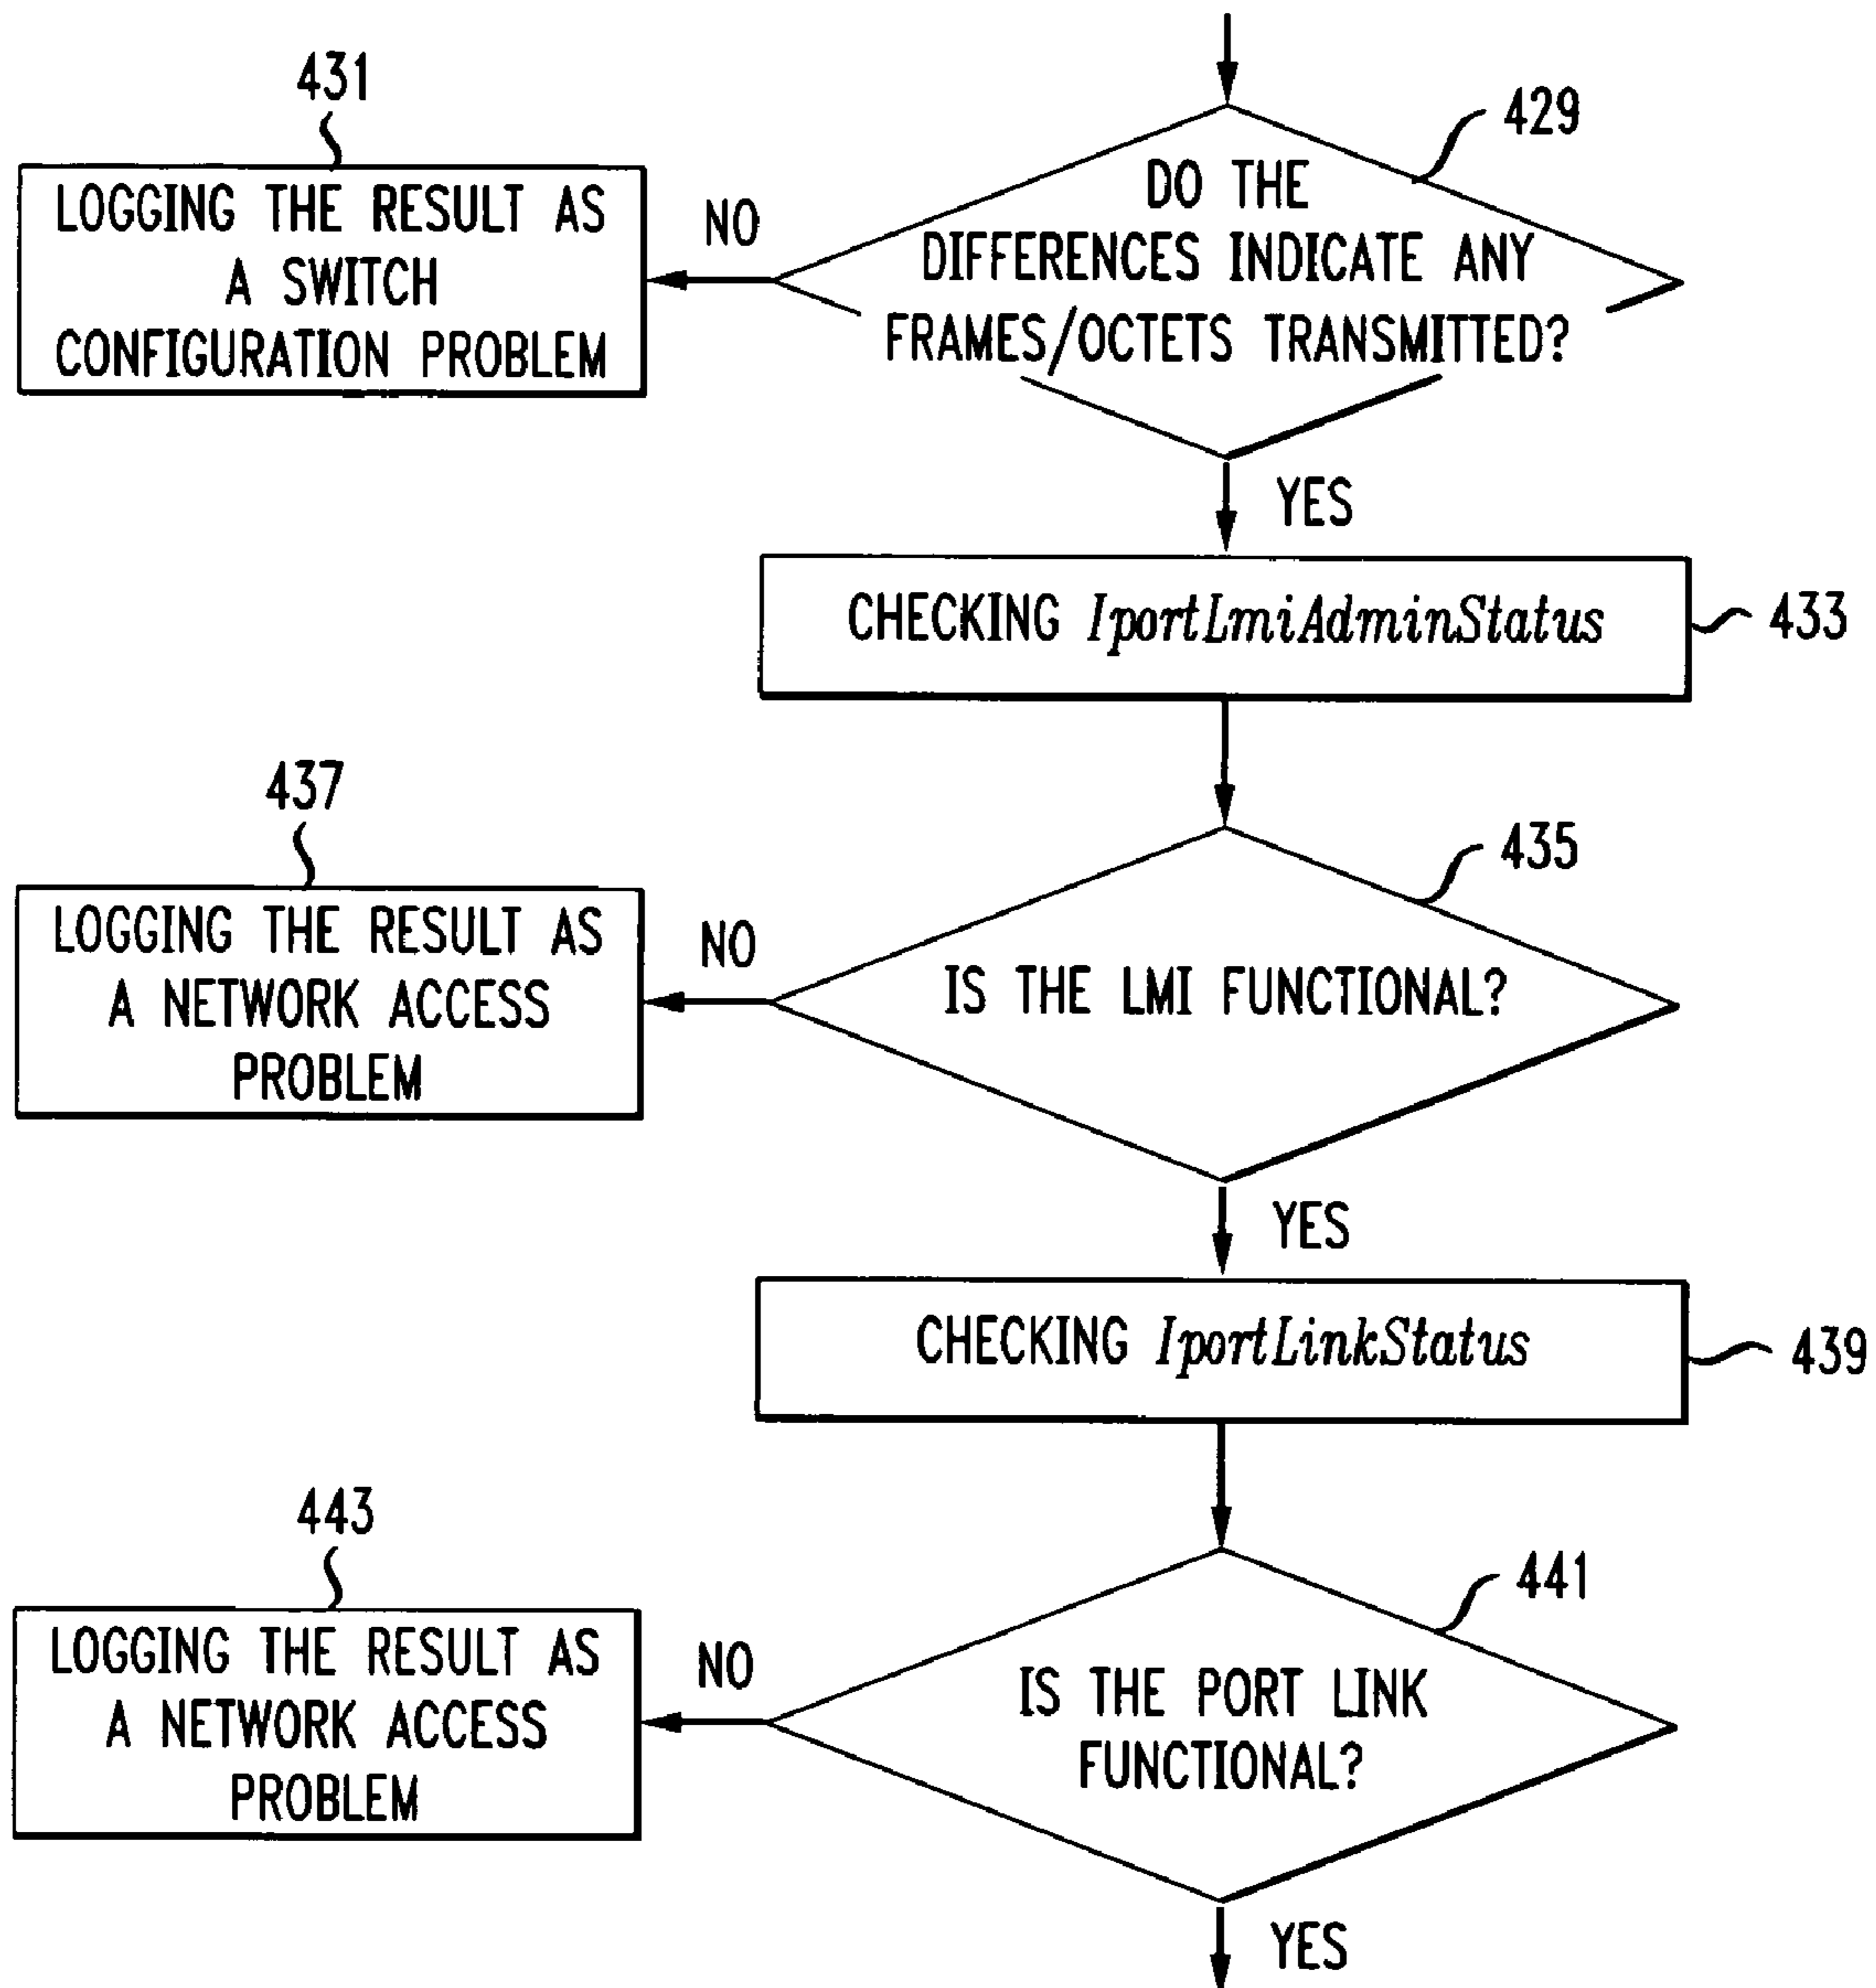 431
LOGGING THE RESULT AS
A SWITCH
CONFIGURATION PROBLEM
NO
429
DO THE
DIFFERENCES INDICATE ANY
FRAMES/OCTETS TRANSMITTED?
YES
CHECKING IportLmiAdminStatus
433
437
LOGGING THE RESULT AS
A NETWORK ACCESS
PROBLEM
NO
435
IS THE LMI FUNCTIONAL?
YES
CHECKING IportLinkStatus
439
443
LOGGING THE RESULT AS
A NETWORK ACCESS
PROBLEM
NO
441
IS THE PORT LINK
FUNCTIONAL?
YES